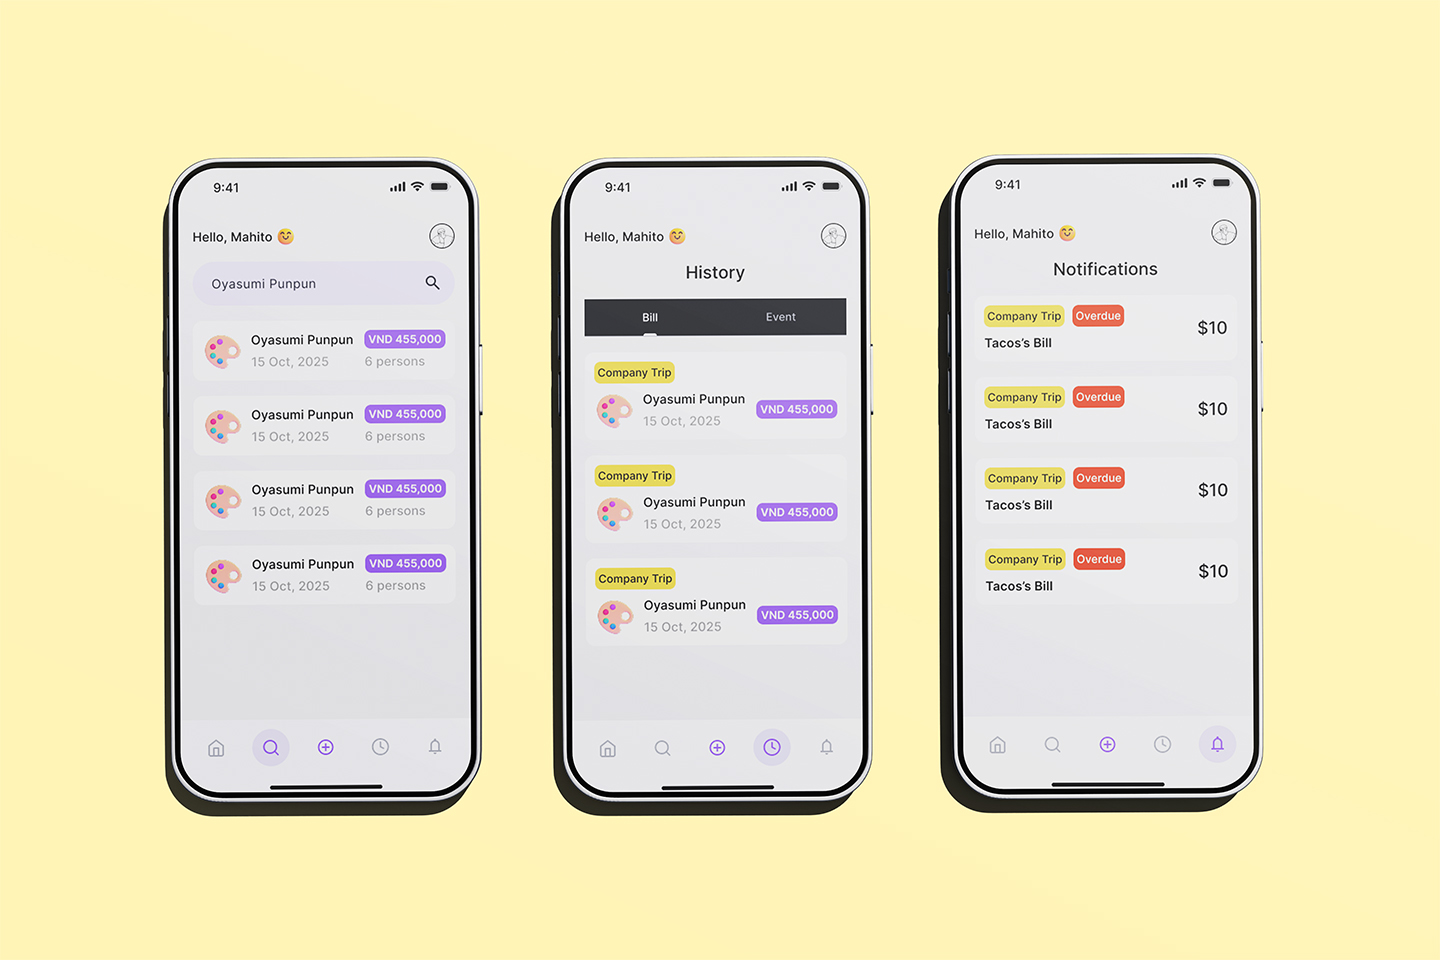 9:41
Hello, Mahito
Oyasumi Punpun
Oyasumi Punpun VND 455,000
15 Oct, 2025 6 persons
Oyasumi Punpun VND 455,000
15 Oct, 2025 6 persons
Oyasumi Punpun VND 455,000
15 Oct, 2025 6 persons
Oyasumi Punpun VND 455,000
15 Oct, 2025 6 persons
9:41
Hello, Mahito
History
Bill Event
Company Trip
Oyasumi Punpun
VND 455,000
15 Oct, 2025
Company Trip
Oyasumi Punpun
VND 455,000
15 Oct, 2025
Company Trip
Oyasumi Punpun
VND 455,000
15 Oct, 2025
9:41
Hello, Mahito
Notifications
Company Trip Overdue
$10
Tacos's Bill
Company Trip Overdue
$10
Tacos's Bill
Company Trip Overdue
$10
Tacos's Bill
Company Trip Overdue
$10
Tacos's Bill